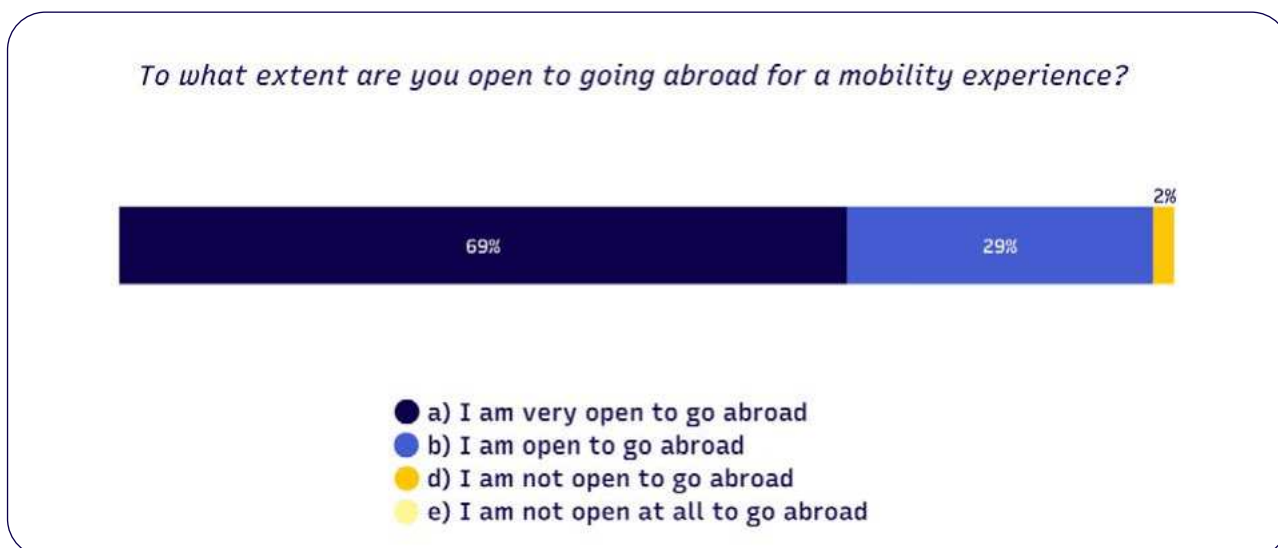 To what extent are you open to going abroad for a mobility experience?
2%
69%
29%
a) I am very open to go abroad
b) I am open to go abroad
d) I am not open to go abroad
e) I am not open at all to go abroad